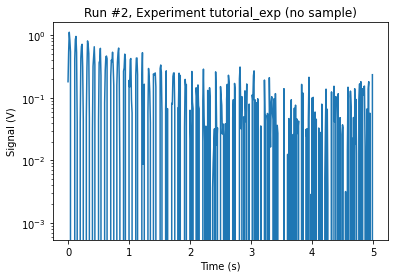 Run #2, Experiment tutorial_exp (no sample)
Signal (V)
10⁰
10⁻¹
10⁻²
10⁻³
0 1 2 3 4 5
Time (s)